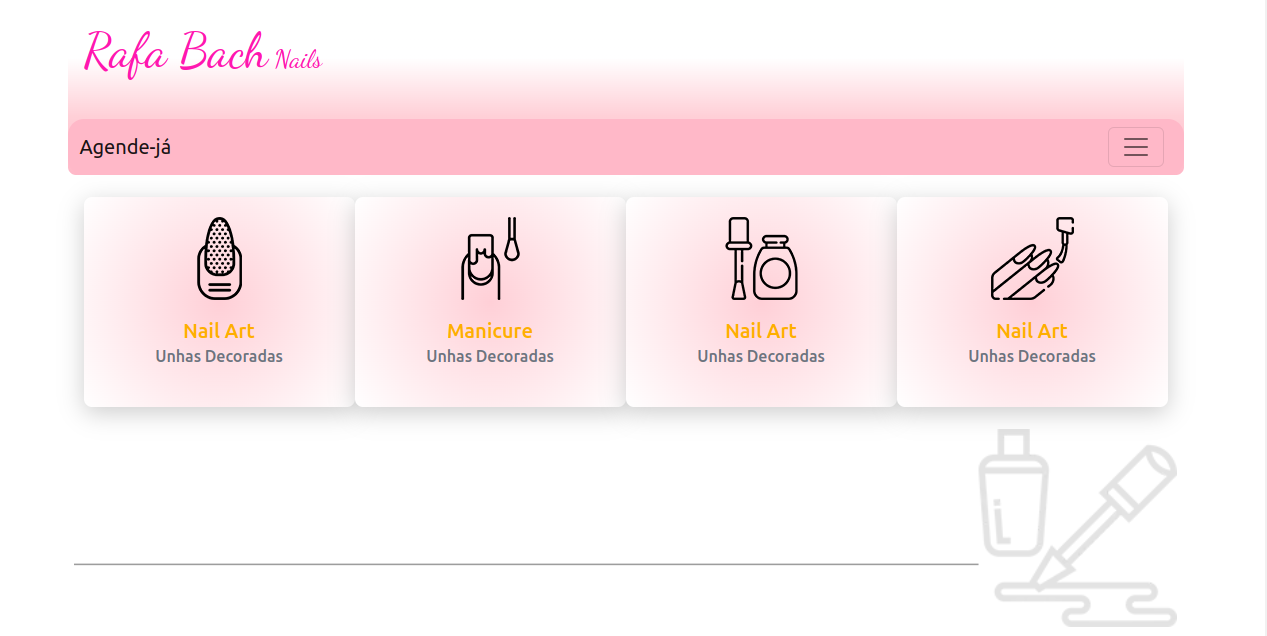 Rafa Bach Nails
Agende-já
Nail Art
Unhas Decoradas
Manicure
Unhas Decoradas
Nail Art
Unhas Decoradas
Nail Art
Unhas Decoradas